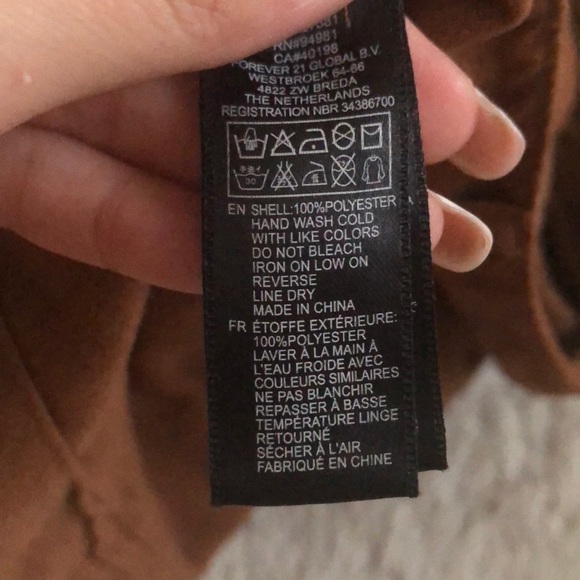 RN#94981
CA#40198
FOREVER 21 GLOBAL B.V.
WESTBROEK 64-66
4822 ZW BREDA
THE NETHERLANDS
REGISTRATION NBR 34386700
30
EN SHELL:100%POLYESTER
HAND WASH COLD
WITH LIKE COLORS
DO NOT BLEACH
IRON ON LOW ON
REVERSE
LINE DRY
MADE IN CHINA
FR ÉTOFFE EXTÉRIEURE:
100%POLYESTER
LAVER À LA MAIN À
L'EAU FROIDE AVEC
COULEURS SIMILAIRES
NE PAS BLANCHIR
REPASSER À BASSE
TEMPÉRATURE LINGE
RETOURNÉ
SÉCHER À L'AIR
FABRIQUÉ EN CHINE